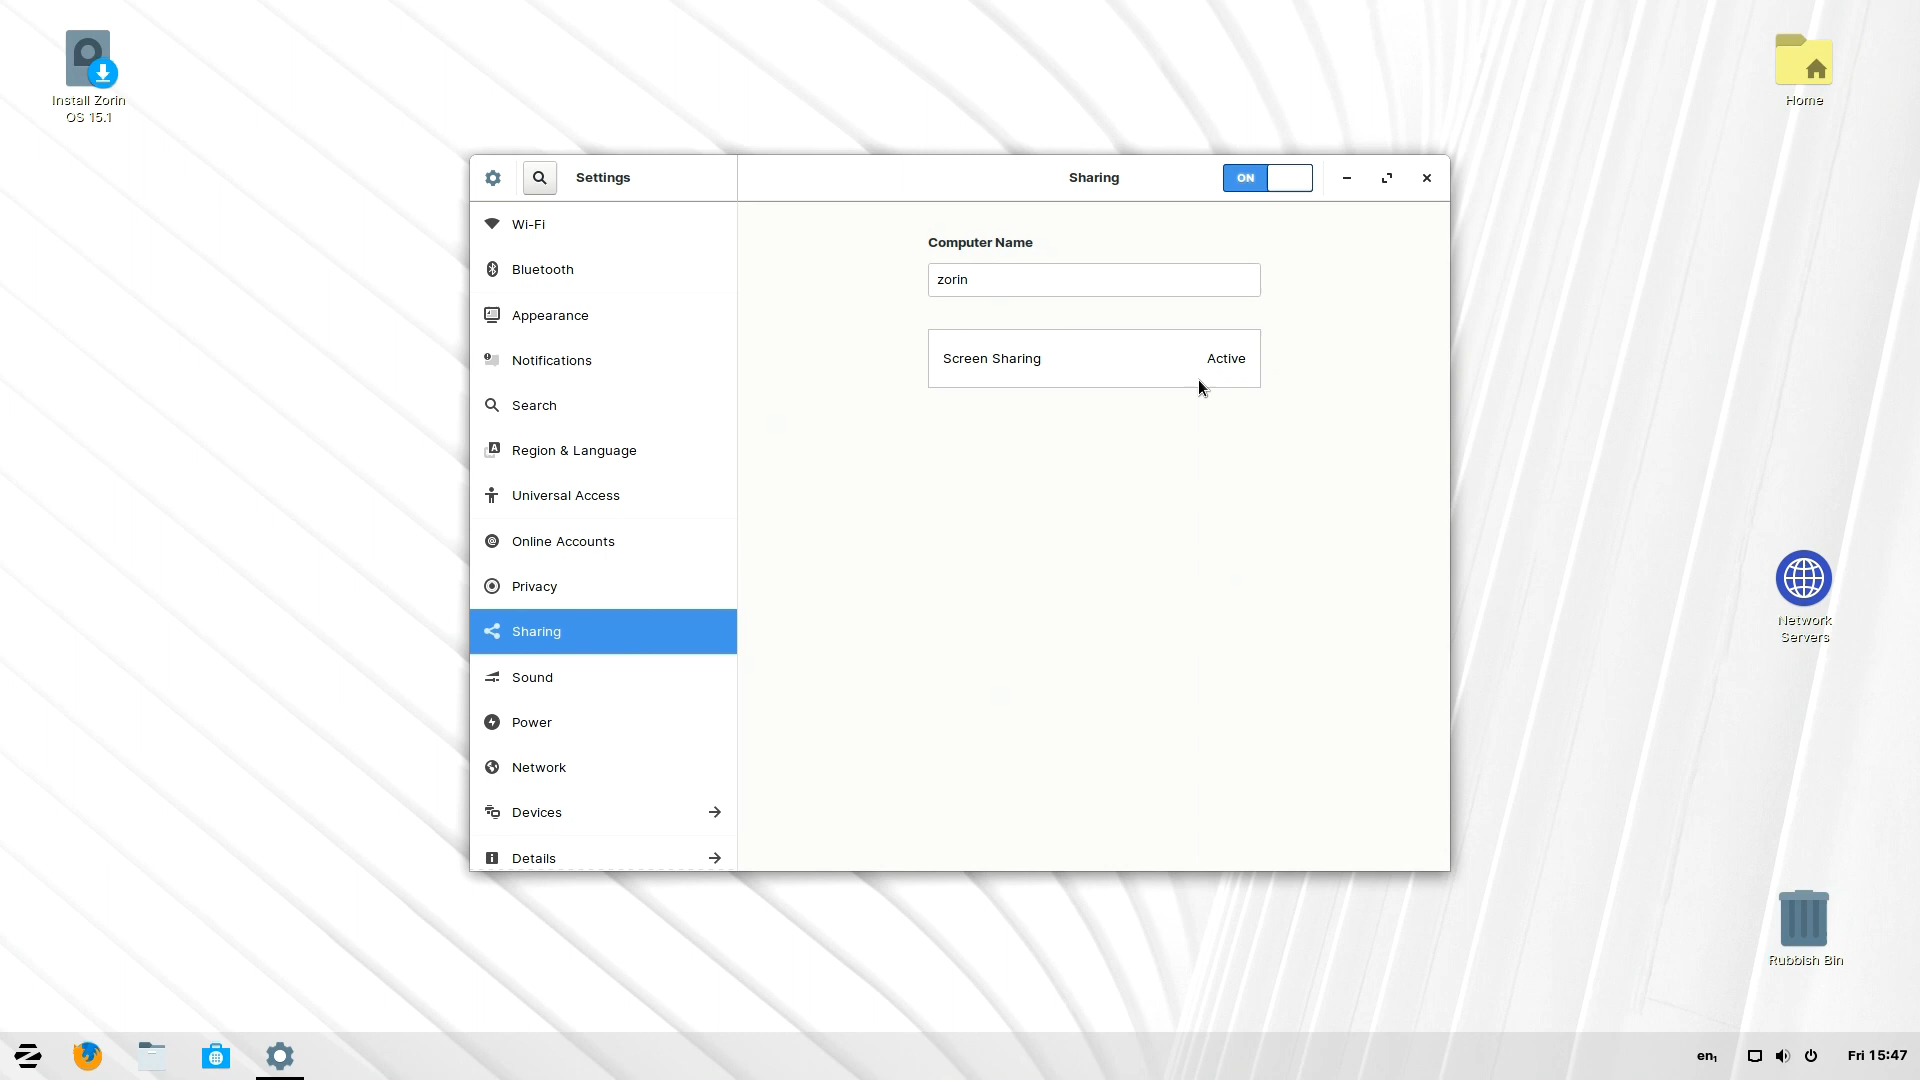 Install Zorin
OS 15.1
Home
Settings
Sharing
ON
Wi-Fi
Bluetooth
Appearance
Notifications
Search
Region & Language
Universal Access
Online Accounts
Privacy
Sharing
Sound
Power
Network
Devices
Details
Computer Name
zorin
Screen Sharing Active
Network
Servers
Rubbish Bin
en₁
Fri 15:47